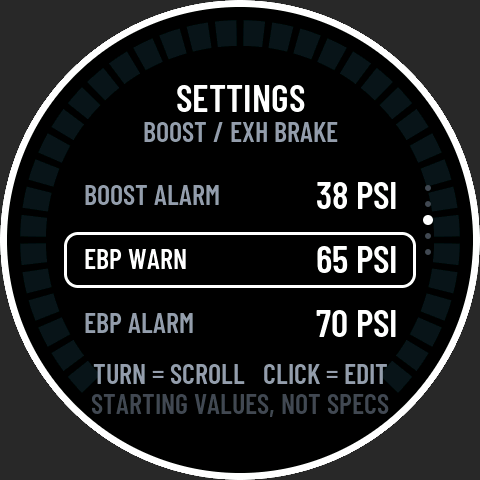 SETTINGS
BOOST / EXH BRAKE
BOOST ALARM 38 PSI
EBP WARN 65 PSI
EBP ALARM 70 PSI
TURN = SCROLL CLICK = EDIT
STARTING VALUES, NOT SPECS